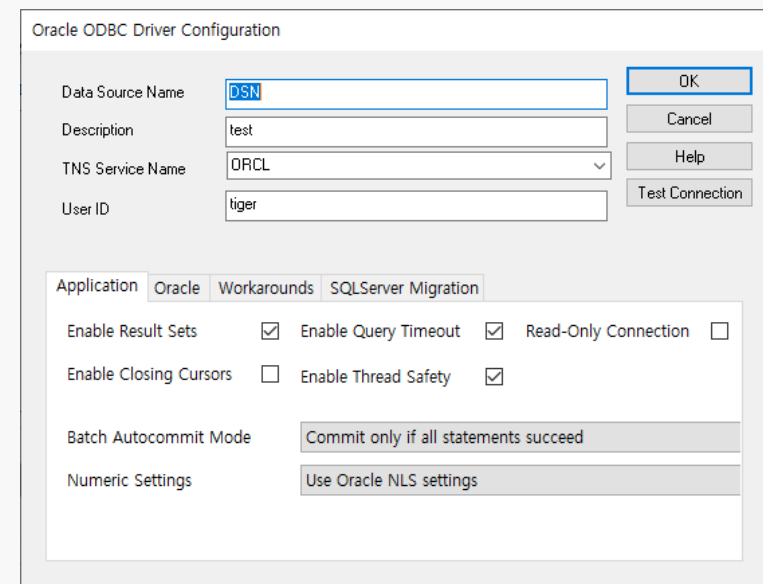 Oracle ODBC Driver Configuration
Data Source Name DSN OK
Description test Cancel
TNS Service Name ORCL Help
User ID tiger Test Connection
Application Oracle Workarounds SQLServer Migration
Enable Result Sets Enable Query Timeout Read-Only Connection
Enable Closing Cursors Enable Thread Safety
Batch Autocommit Mode Commit only if all statements succeed
Numeric Settings Use Oracle NLS settings